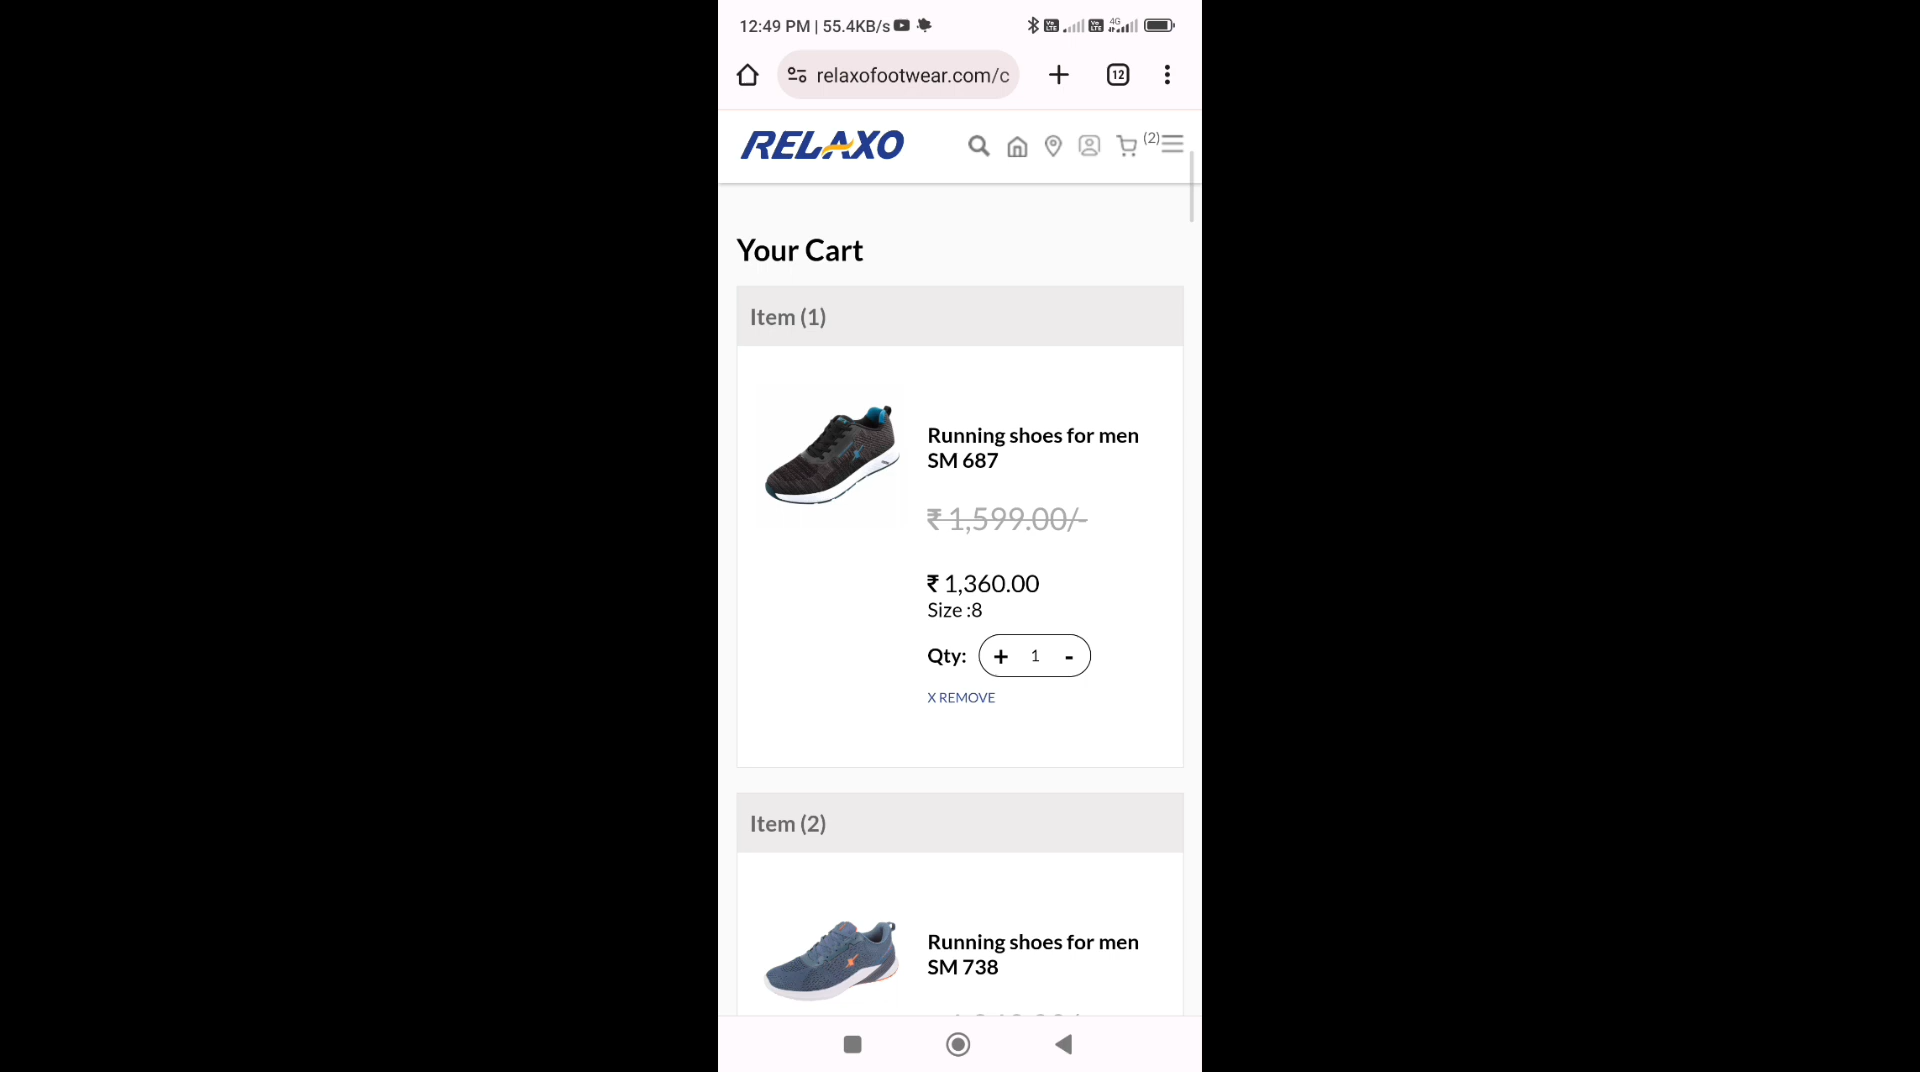 12:49 PM | 55.4KB/s
4G
relaxofootwear.com/c
12
RELAXO
(2)
Your Cart
Item (1)
Running shoes for men
SM 687
₹ 1,599.00/-
₹ 1,360.00
Size :8
Qty: + 1 -
X REMOVE
Item (2)
Running shoes for men
SM 738